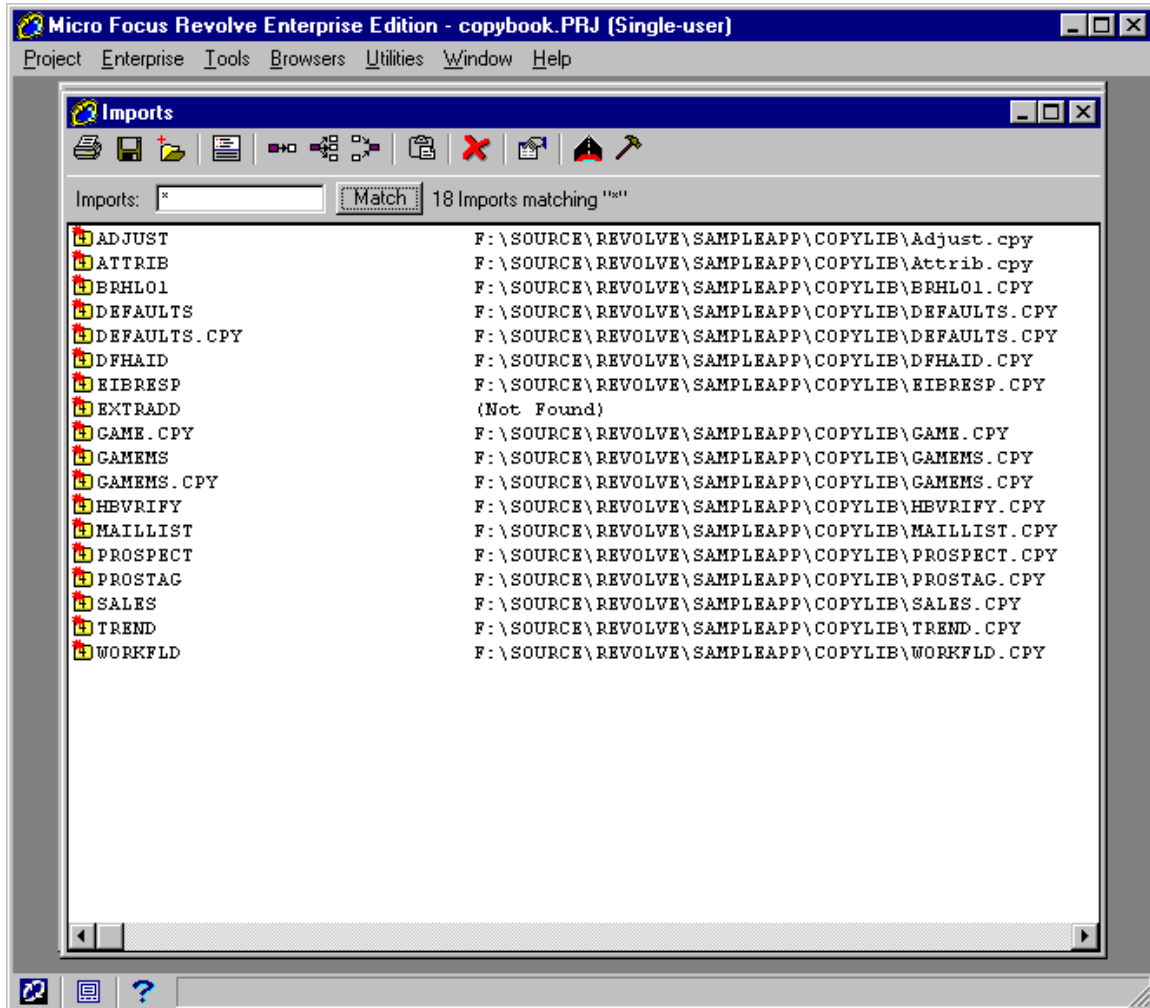 Micro Focus Revolve Enterprise Edition - copybook.PRJ (Single-user)
Project Enterprise Tools Browsers Utilities Window Help
Imports
Imports: * Match 18 Imports matching "*"
ADJUST F:\SOURCE\REVOLVE\SAMPLEAPP\COPYLIB\Adjust.cpy
ATTRIB F:\SOURCE\REVOLVE\SAMPLEAPP\COPYLIB\Attrib.cpy
BRHL01 F:\SOURCE\REVOLVE\SAMPLEAPP\COPYLIB\BRHL01.CPY
DEFAULTS F:\SOURCE\REVOLVE\SAMPLEAPP\COPYLIB\DEFAULTS.CPY
DEFAULTS.CPY F:\SOURCE\REVOLVE\SAMPLEAPP\COPYLIB\DEFAULTS.CPY
DFHAID F:\SOURCE\REVOLVE\SAMPLEAPP\COPYLIB\DFHAID.CPY
EIBRESP F:\SOURCE\REVOLVE\SAMPLEAPP\COPYLIB\EIBRESP.CPY
EXTRADD (Not Found)
GAME.CPY F:\SOURCE\REVOLVE\SAMPLEAPP\COPYLIB\GAME.CPY
GAMEMS F:\SOURCE\REVOLVE\SAMPLEAPP\COPYLIB\GAMEMS.CPY
GAMEMS.CPY F:\SOURCE\REVOLVE\SAMPLEAPP\COPYLIB\GAMEMS.CPY
HBVRIFY F:\SOURCE\REVOLVE\SAMPLEAPP\COPYLIB\HBVRIFY.CPY
MAILLIST F:\SOURCE\REVOLVE\SAMPLEAPP\COPYLIB\MAILLIST.CPY
PROSPECT F:\SOURCE\REVOLVE\SAMPLEAPP\COPYLIB\PROSPECT.CPY
PROSTAG F:\SOURCE\REVOLVE\SAMPLEAPP\COPYLIB\PROSTAG.CPY
SALES F:\SOURCE\REVOLVE\SAMPLEAPP\COPYLIB\SALES.CPY
TREND F:\SOURCE\REVOLVE\SAMPLEAPP\COPYLIB\TREND.CPY
WORKFLD F:\SOURCE\REVOLVE\SAMPLEAPP\COPYLIB\WORKFLD.CPY